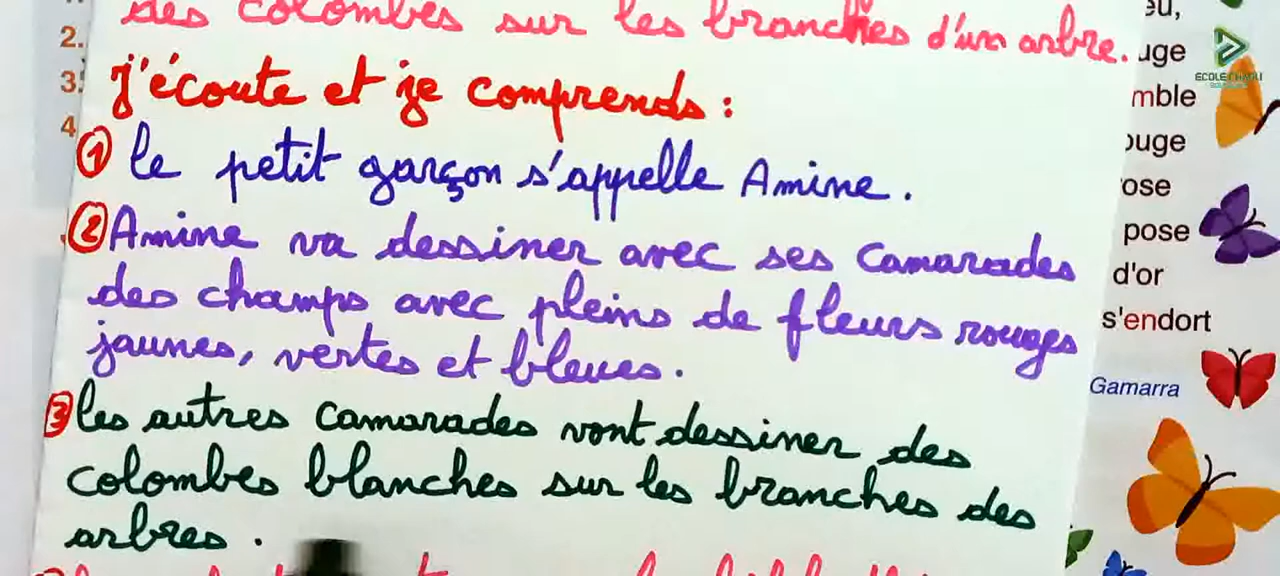 des colombes sur les branches d'un arbre.
2.
3.
4
J'écoute et je comprends :
① le petit garçon s'appelle Amine.
② Amine va dessiner avec ses camarades
des champs avec pleins de fleurs rouges
jaunes, vertes et bleues.
3 les autres camarades vont dessiner des
colombes blanches sur les branches des
arbres.
eu,
uge
mble
ouge
ose
pose
d'or
s'endort
Gamarra